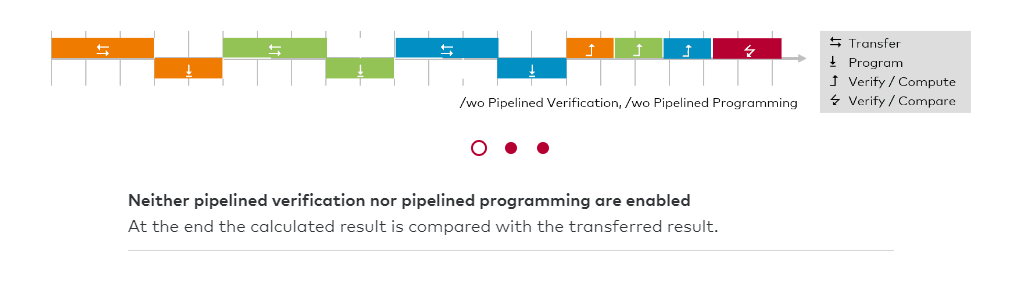 Transfer
Program
Verify / Compute
Verify / Compare
/wo Pipelined Verification, /wo Pipelined Programming
Neither pipelined verification nor pipelined programming are enabled
At the end the calculated result is compared with the transferred result.